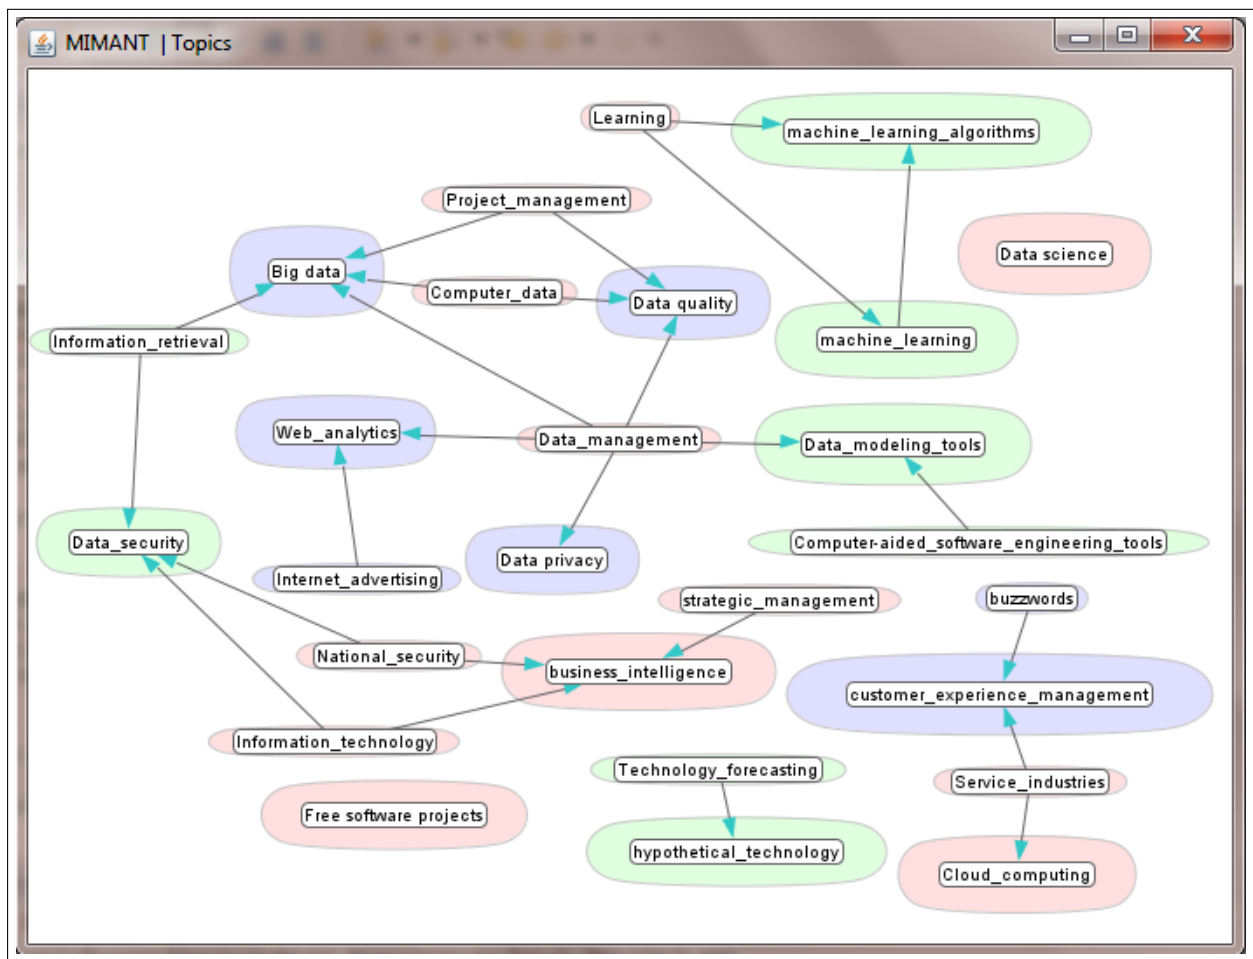 MIMANT | Topics
Learning
machine_learning_algorithms
Project_management
Data science
Big data
Computer_data
Data quality
Information_retrieval
machine_learning
Web_analytics
Data_management
Data_modeling_tools
Data_security
Computer-aided_software_engineering_tools
Data privacy
Internet_advertising
strategic_management
buzzwords
National_security
business_intelligence
customer_experience_management
Information_technology
Technology_forecasting
Service_industries
Free software projects
hypothetical_technology
Cloud_computing